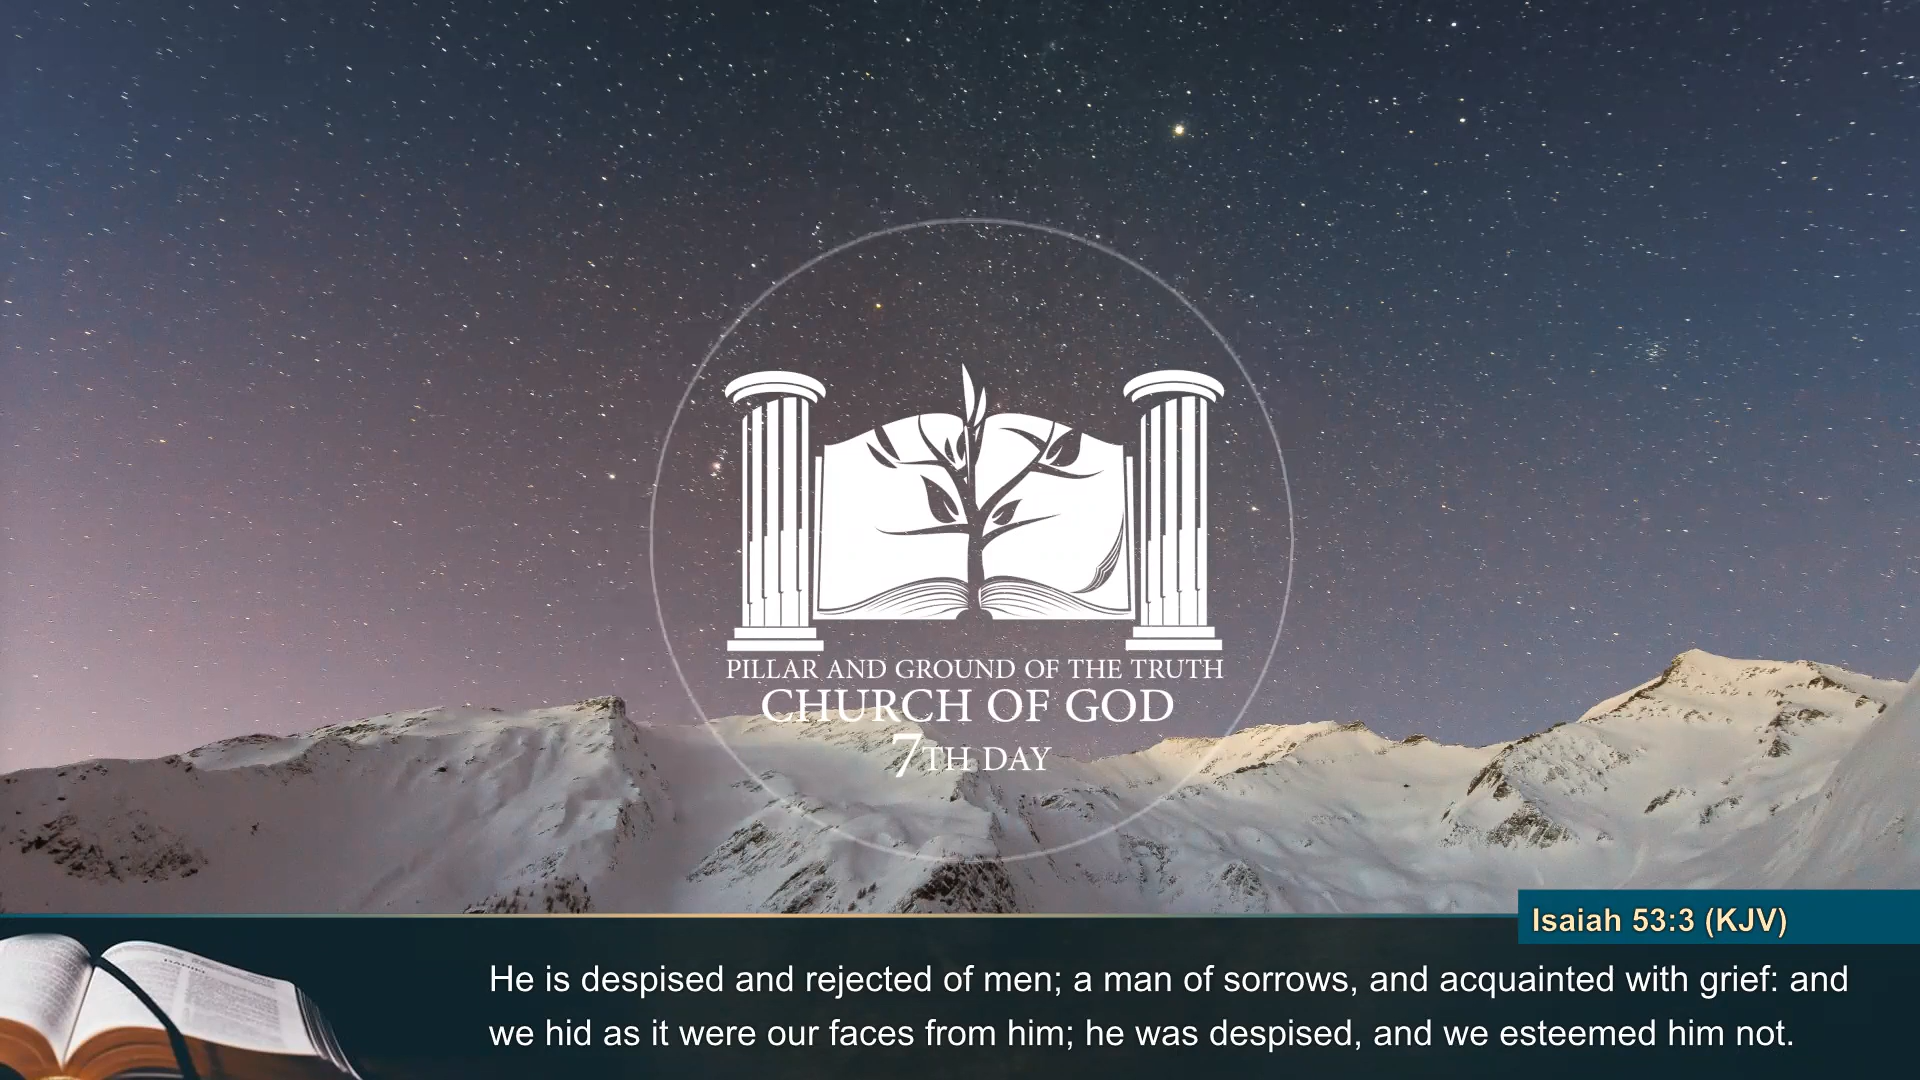 PILLAR AND GROUND OF THE TRUTH
CHURCH OF GOD
7TH DAY
Isaiah 53:3 (KJV)
He is despised and rejected of men; a man of sorrows, and acquainted with grief: and
we hid as it were our faces from him; he was despised, and we esteemed him not.